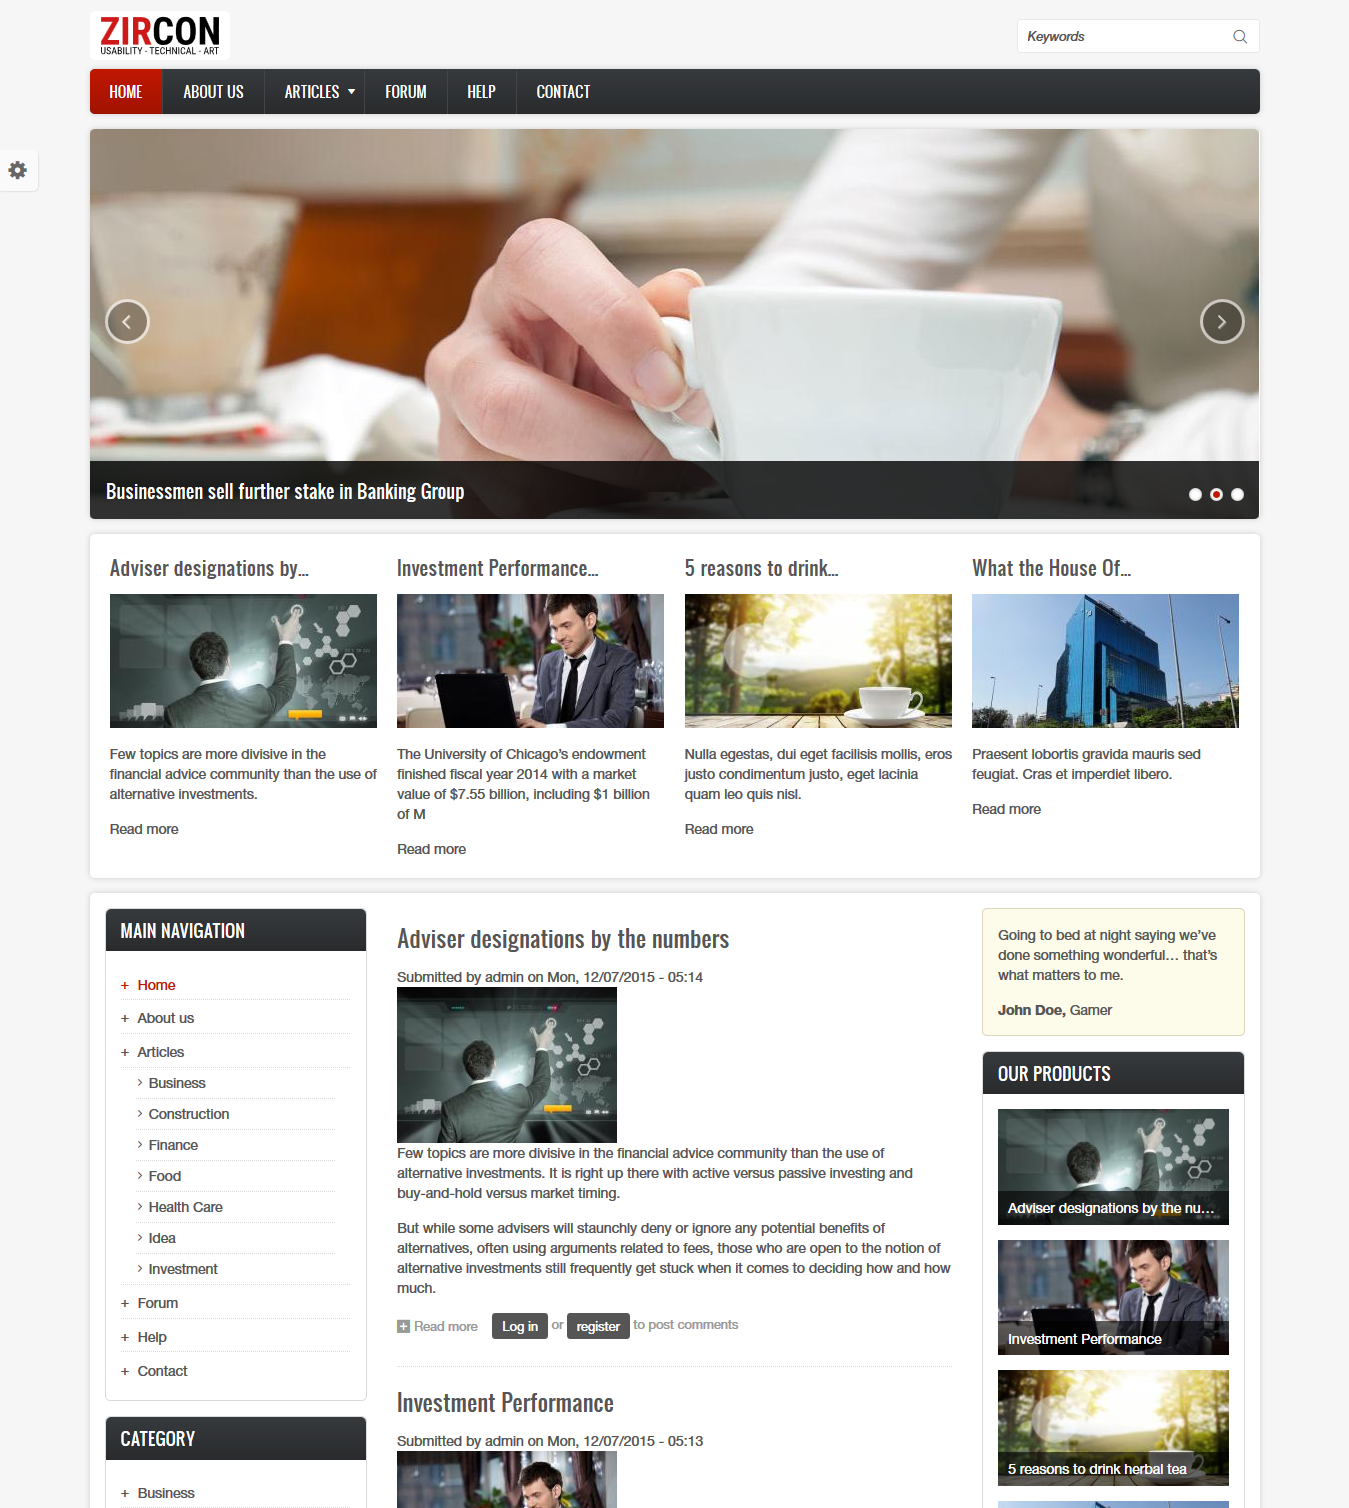 ZIRCON
USABILITY - TECHNICAL - ART
Keywords
HOME
ABOUT US
ARTICLES
FORUM
HELP
CONTACT
Businessmen sell further stake in Banking Group
Adviser designations by...
Few topics are more divisive in the
financial advice community than the use of
alternative investments.
Read more
Investment Performance...
The University of Chicago’s endowment
finished fiscal year 2014 with a market
value of $7.55 billion, including $1 billion
of M
Read more
5 reasons to drink...
Nulla egestas, dui eget facilisis mollis, eros
justo condimentum justo, eget lacinia
quam leo quis nisl.
Read more
What the House Of...
Praesent lobortis gravida mauris sed
feugiat. Cras et imperdiet libero.
Read more
MAIN NAVIGATION
+ Home
+ About us
+ Articles
› Business
› Construction
› Finance
› Food
› Health Care
› Idea
› Investment
+ Forum
+ Help
+ Contact
CATEGORY
+ Business
Adviser designations by the numbers
Submitted by admin on Mon, 12/07/2015 - 05:14
Few topics are more divisive in the financial advice community than the use of
alternative investments. It is right up there with active versus passive investing and
buy-and-hold versus market timing.
But while some advisers will staunchly deny or ignore any potential benefits of
alternatives, often using arguments related to fees, those who are open to the notion of
alternative investments still frequently get stuck when it comes to deciding how and how
much.
Read more Log in or register to post comments
Investment Performance
Submitted by admin on Mon, 12/07/2015 - 05:13
Going to bed at night saying we’ve
done something wonderful... that’s
what matters to me.
John Doe, Gamer
OUR PRODUCTS
Adviser designations by the nu...
Investment Performance
5 reasons to drink herbal tea